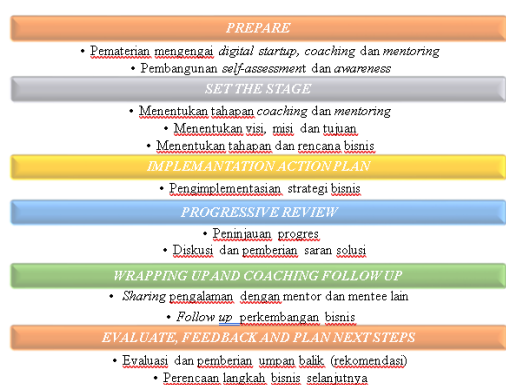 PREPARE
• Pematerian mengengai digital startup, coaching dan mentoring
• Pembangunan self-assessment dan awareness
SET THE STAGE
• Menentukan tahapan coaching dan mentoring
• Menentukan visi, misi dan tujuan
• Menentukan tahapan dan rencana bisnis
IMPLEMANTATION ACTION PLAN
• Pengimplementasian strategi bisnis
PROGRESSIVE REVIEW
• Peninjauan progres
• Diskusi dan pemberian saran solusi
WRAPPING UP AND COACHING FOLLOW UP
• Sharing pengalaman dengan mentor dan mentee lain
• Follow up perkembangan bisnis
EVALUATE, FEEDBACK AND PLAN NEXT STEPS
• Evaluasi dan pemberian umpan balik (rekomendasi)
• Perencaan langkah bisnis selanjutnya